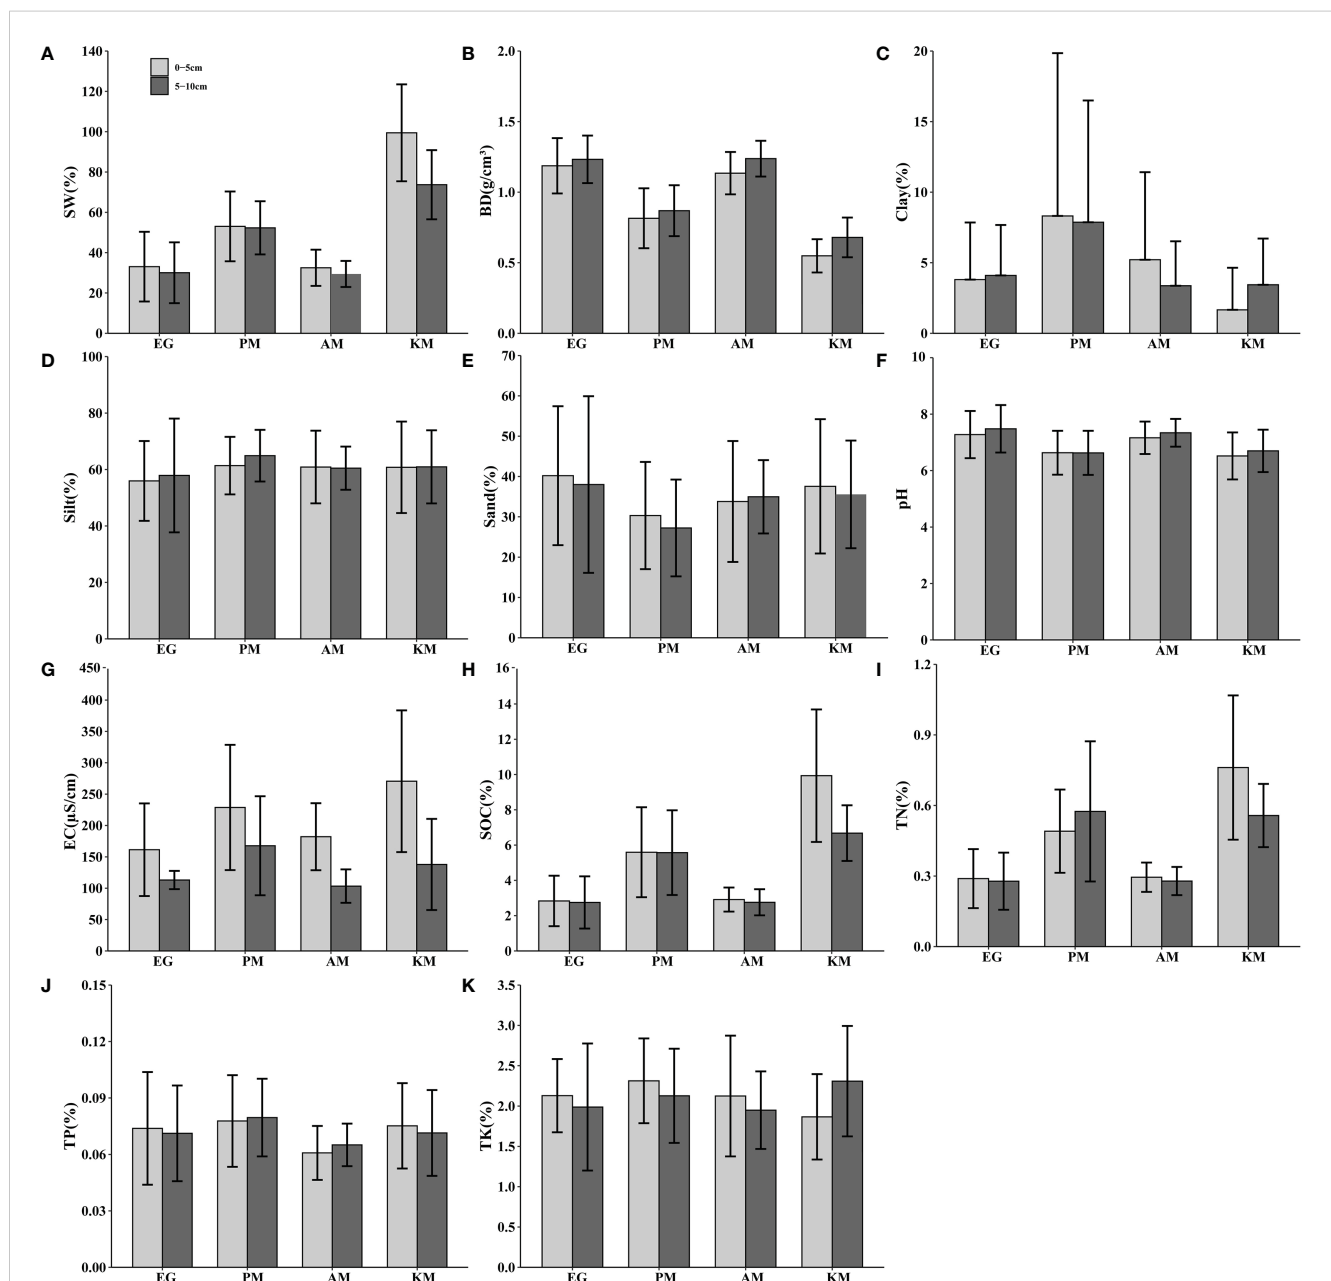 A
SW(%)
140
120
100
80
60
40
20
0
0−5cm
5−10cm
EG PM AM KM
B
BD(g/cm³)
2.0
1.5
1.0
0.5
0.0
EG PM AM KM
C
Clay(%)
20
15
10
5
0
EG PM AM KM
D
Silt(%)
100
80
60
40
20
0
EG PM AM KM
E
Sand(%)
70
60
50
40
30
20
10
0
EG PM AM KM
F
pH
10
8
6
4
2
0
EG PM AM KM
G
EC(µS/cm)
450
400
350
300
250
200
150
100
50
0
EG PM AM KM
H
SOC(%)
16
14
12
10
8
6
4
2
0
EG PM AM KM
I
TN(%)
1.2
0.9
0.6
0.3
0.0
EG PM AM KM
J
TP(%)
0.15
0.12
0.09
0.06
0.03
0.00
EG PM AM KM
K
TK(%)
3.5
3.0
2.5
2.0
1.5
1.0
0.5
0.0
EG PM AM KM